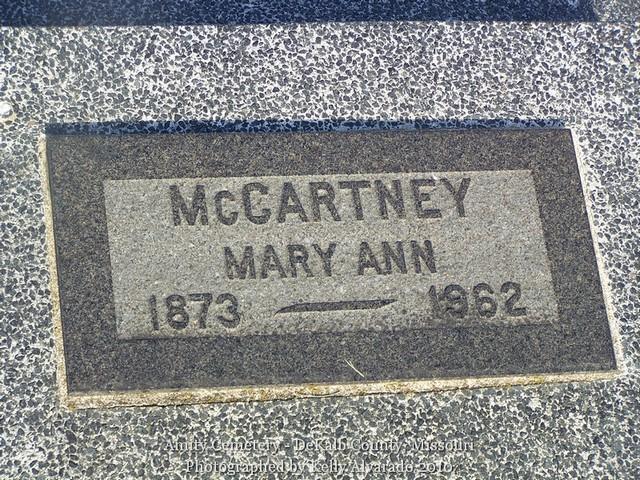 McCARTNEY
MARY ANN
1873 — 1962
Amity Cemetery - DeKalb County, Missouri
Photographed by Kelly Alvarado 2010